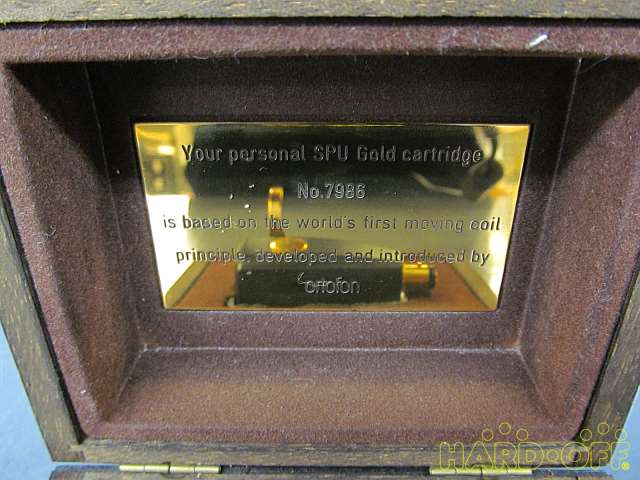 Your personal SPU Gold cartridge
No.7986
is based on the world's first moving coil
principle, developed and introduced by
ortofon
HARD·OFF